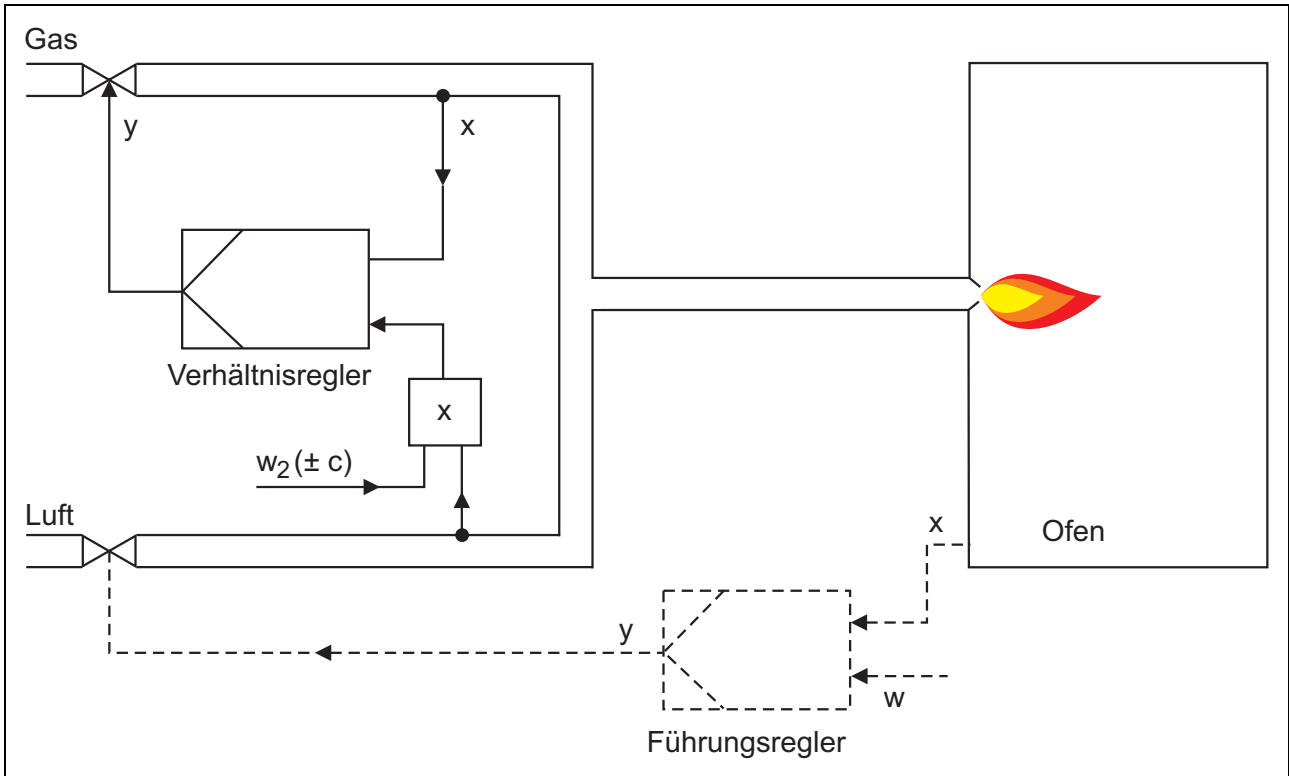 Gas
y
x
Verhältnisregler
x
w₂ (± c)
Luft
x
Ofen
y
w
Führungsregler